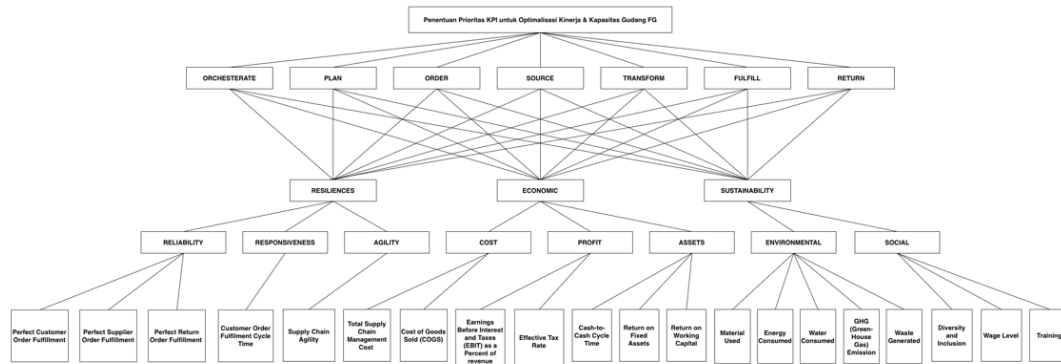 Penentuan Prioritas KPI untuk Optimalisasi Kinerja & Kapasitas Gudang FG
ORCHESTERATE
PLAN
ORDER
SOURCE
TRANSFORM
FULFILL
RETURN
RESILIENCES
ECONOMIC
SUSTAINABILITY
RELIABILITY
RESPONSIVENESS
AGILITY
COST
PROFIT
ASSETS
ENVIRONMENTAL
SOCIAL
Perfect Customer
Order Fulfillment
Perfect Supplier
Order Fulfillment
Perfect Return
Order Fulfillment
Customer Order
Fulfilment Cycle
Time
Supply Chain
Agility
Total Supply
Chain
Management
Cost
Cost of Goods
Sold (COGS)
Earnings
Before Interest
and Taxes
(EBIT) as a
Percent of
revenue
Effective Tax
Rate
Cash-to-
Cash Cycle
Time
Return on
Fixed
Assets
Return on
Working
Capital
Material
Used
Energy
Consumed
Water
Consumed
GHG
(Green-
House
Gas)
Emission
Waste
Generated
Diversity
and
Inclusion
Wage Level
Training